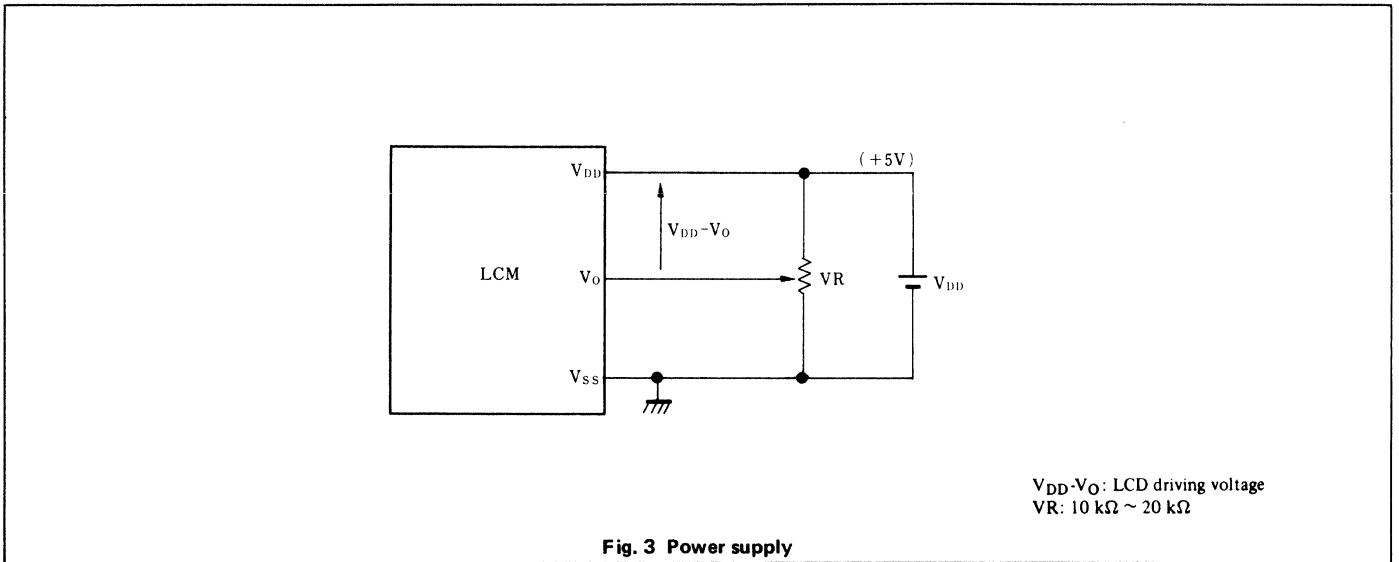 (+5V)
VDD
VDD-VO
LCM
VO
VR
VDD
VSS
VDD-VO: LCD driving voltage
VR: 10 kΩ ~ 20 kΩ
Fig. 3 Power supply